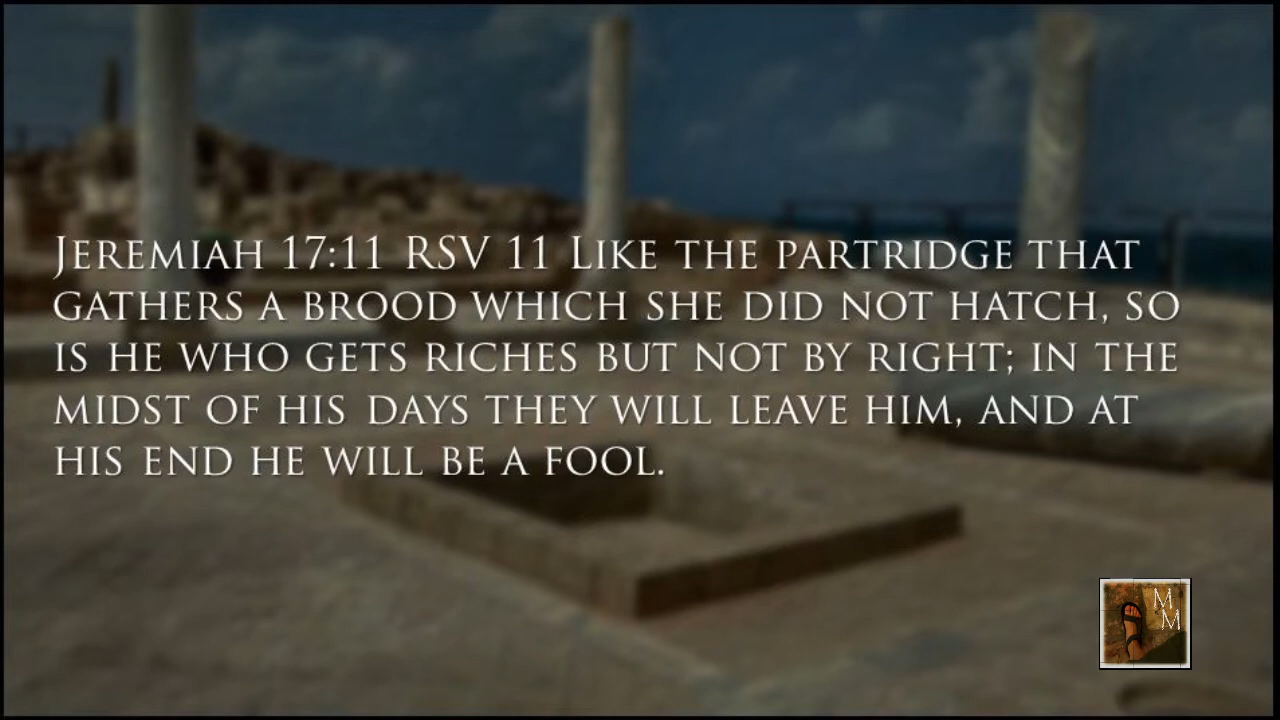 Jeremiah 17:11 RSV 11 Like the partridge that
gathers a brood which she did not hatch, so
is he who gets riches but not by right; in the
midst of his days they will leave him, and at
his end he will be a fool.
M
M